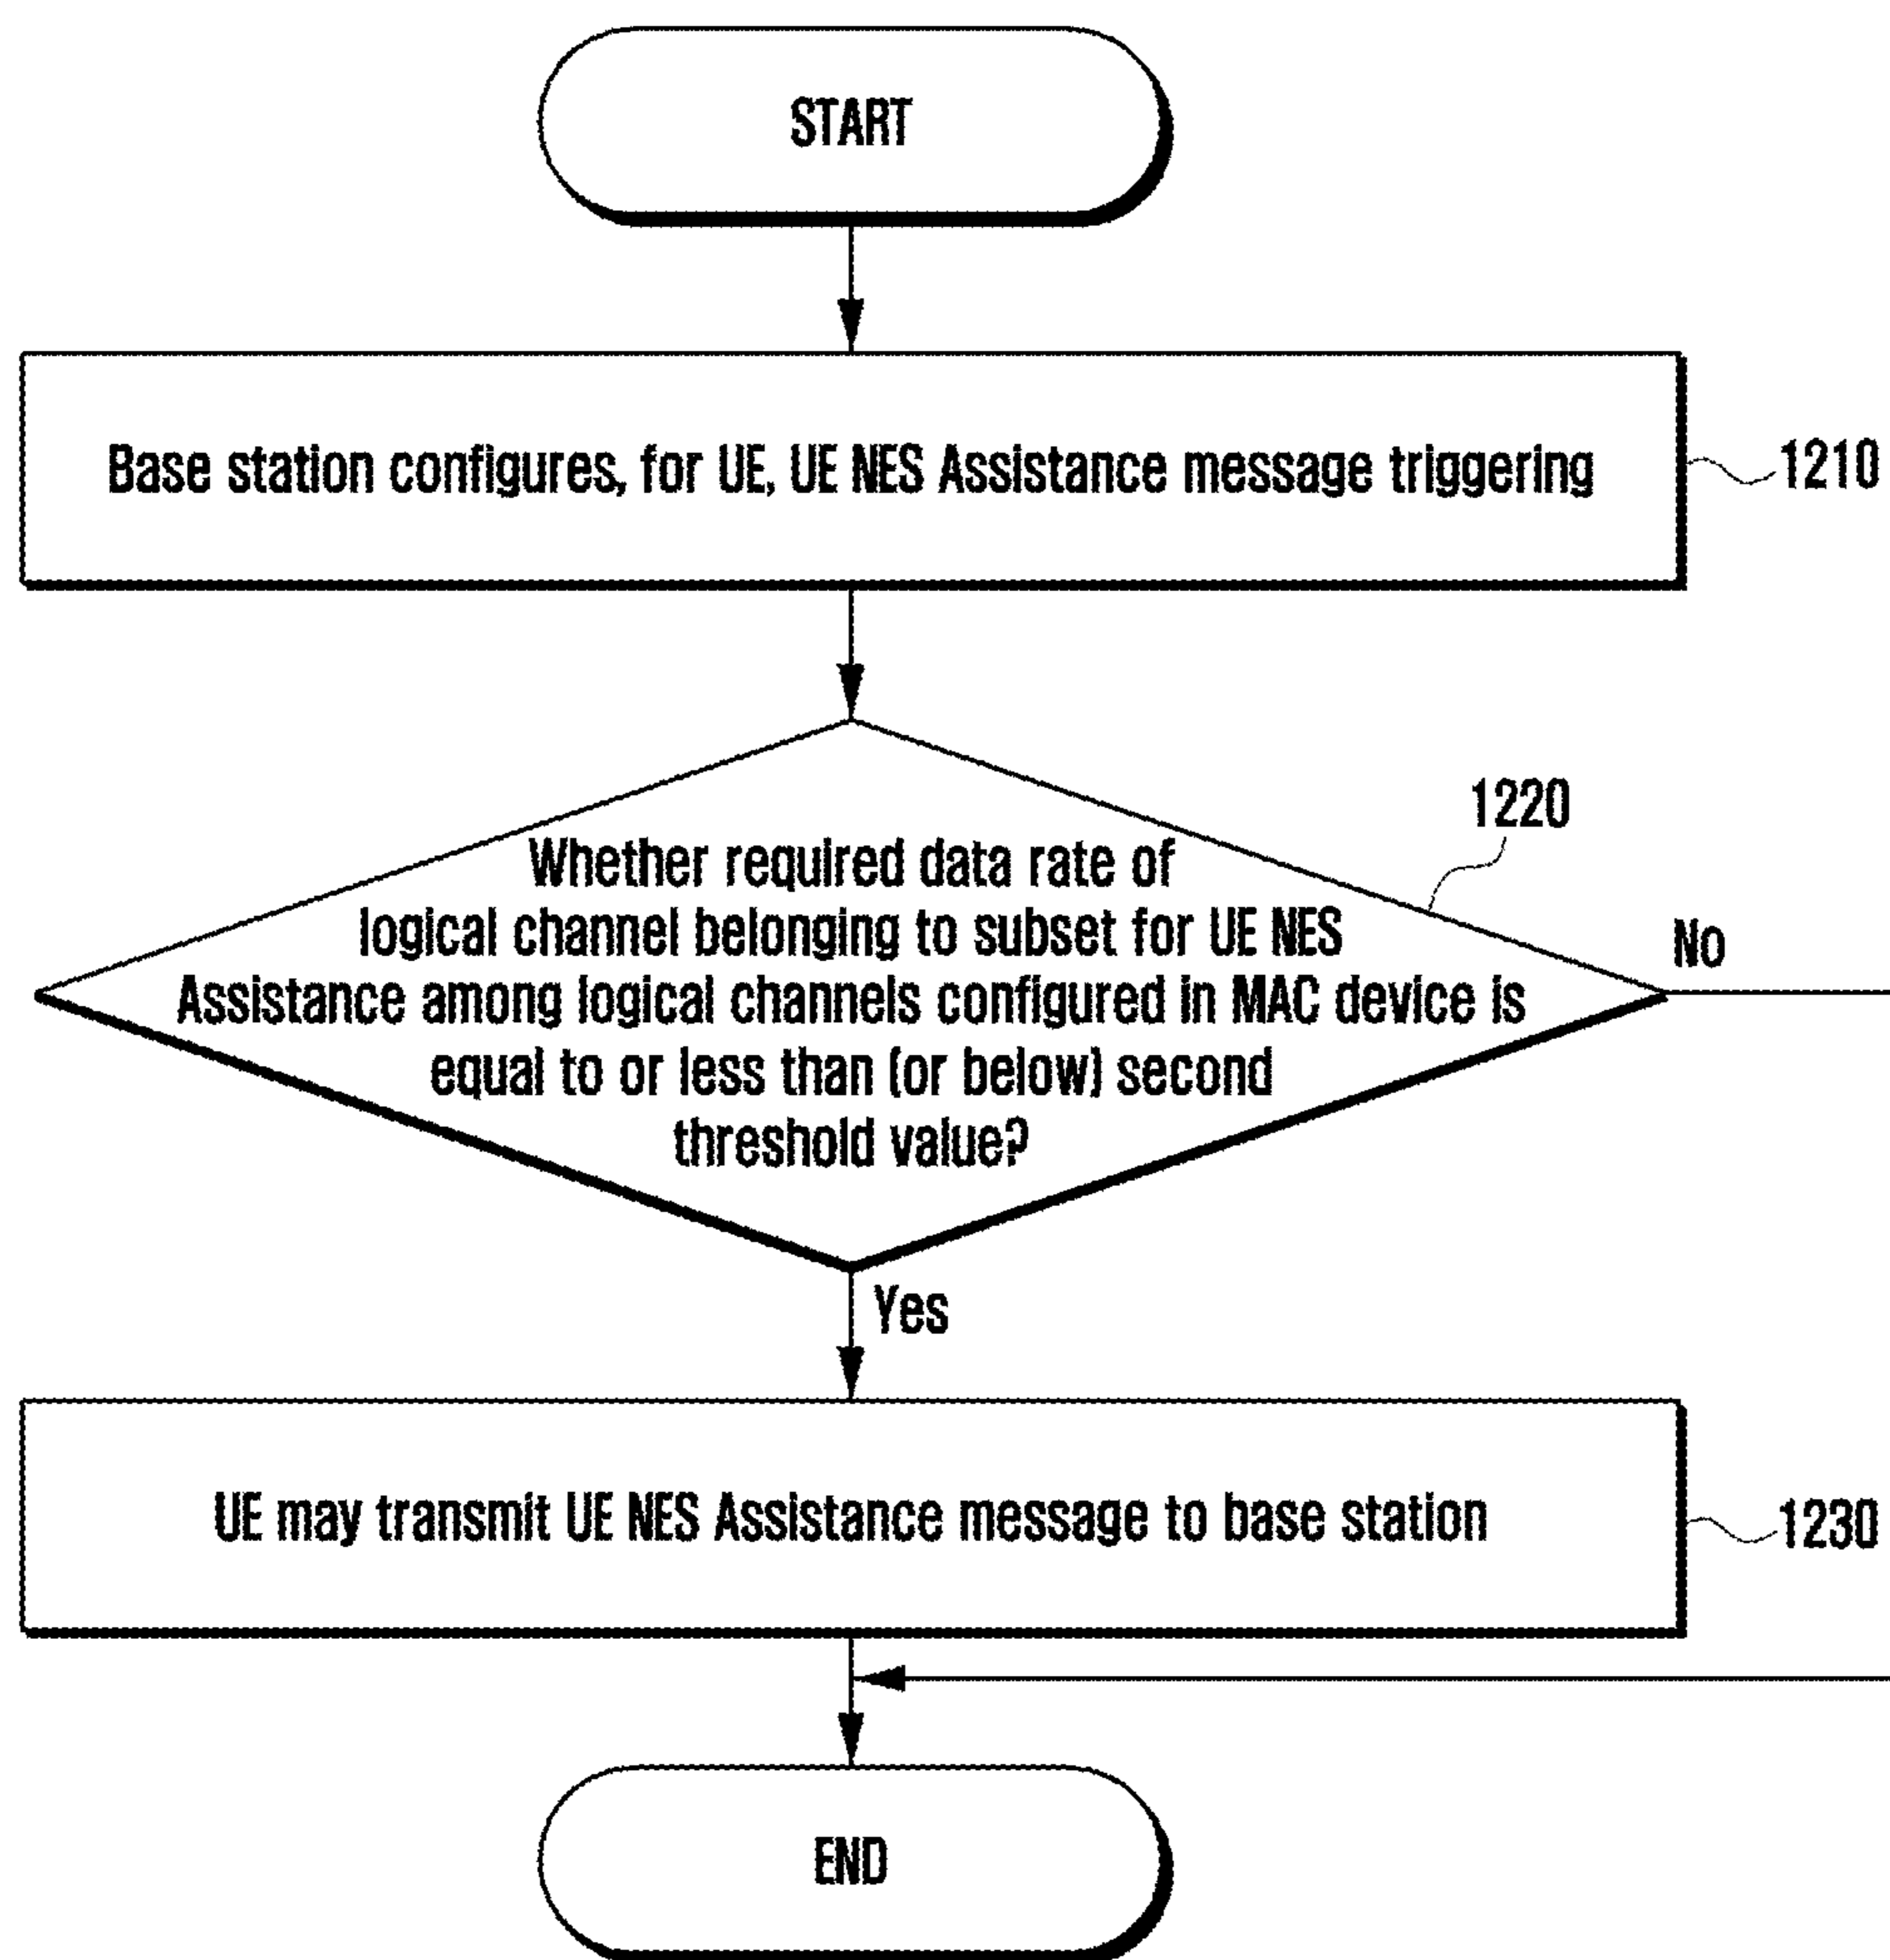 START
Base station configures, for UE, UE NES Assistance message triggering
1210
1220
Whether required data rate of
logical channel belonging to subset for UE NES
Assistance among logical channels configured in MAC device is
equal to or less than (or below) second
threshold value?
No
Yes
UE may transmit UE NES Assistance message to base station
1230
END